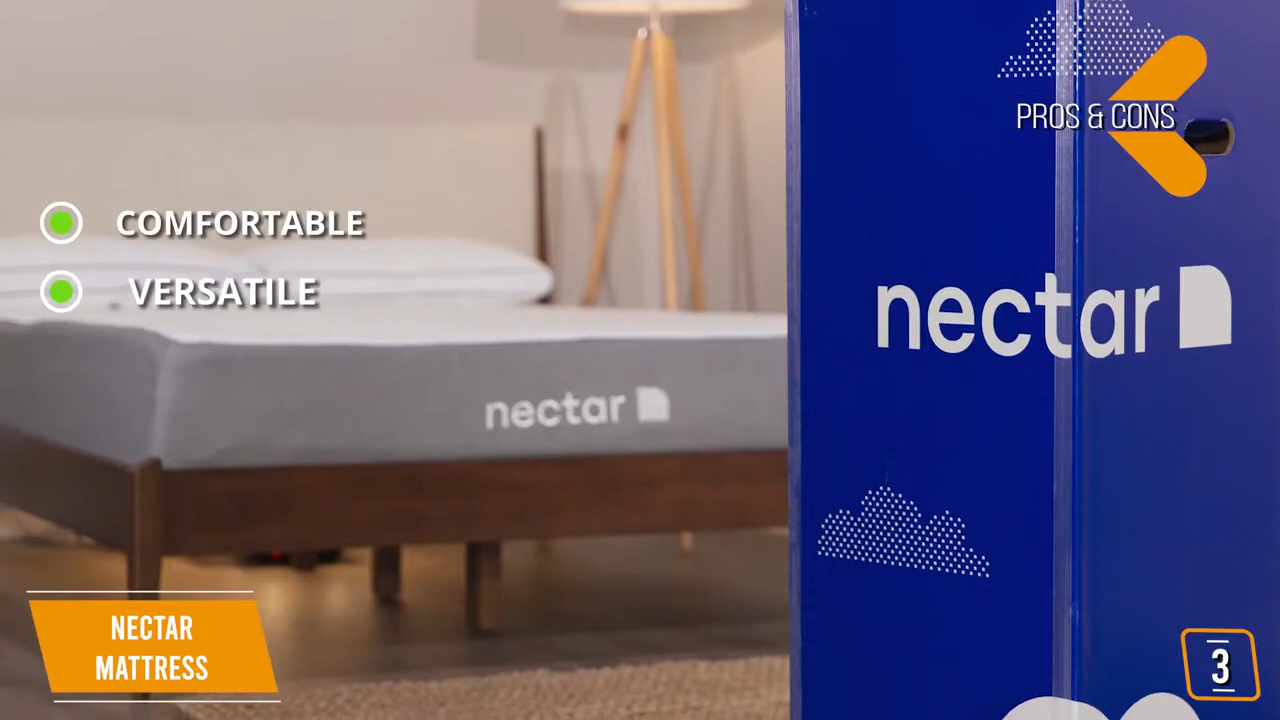 PROS & CONS
COMFORTABLE
VERSATILE
nectar
nectar
NECTAR
MATTRESS
3